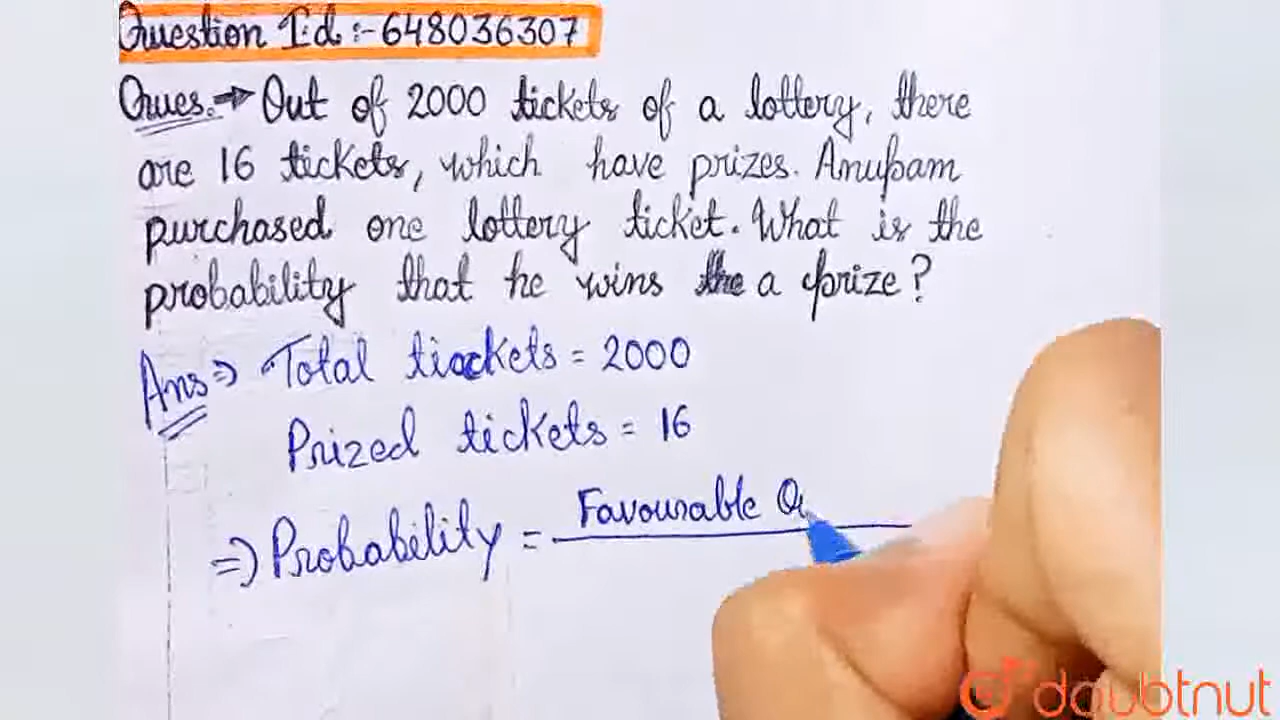 Question Id :- 648036307
Ques. → Out of 2000 tickets of a lottery, there
are 16 tickets, which have prizes. Anupam
purchased one lottery ticket. What is the
probability that he wins a prize?
Ans ⇒ Total tickets = 2000
Prized tickets = 16
⇒ Probability = Favourable O
doubtnut